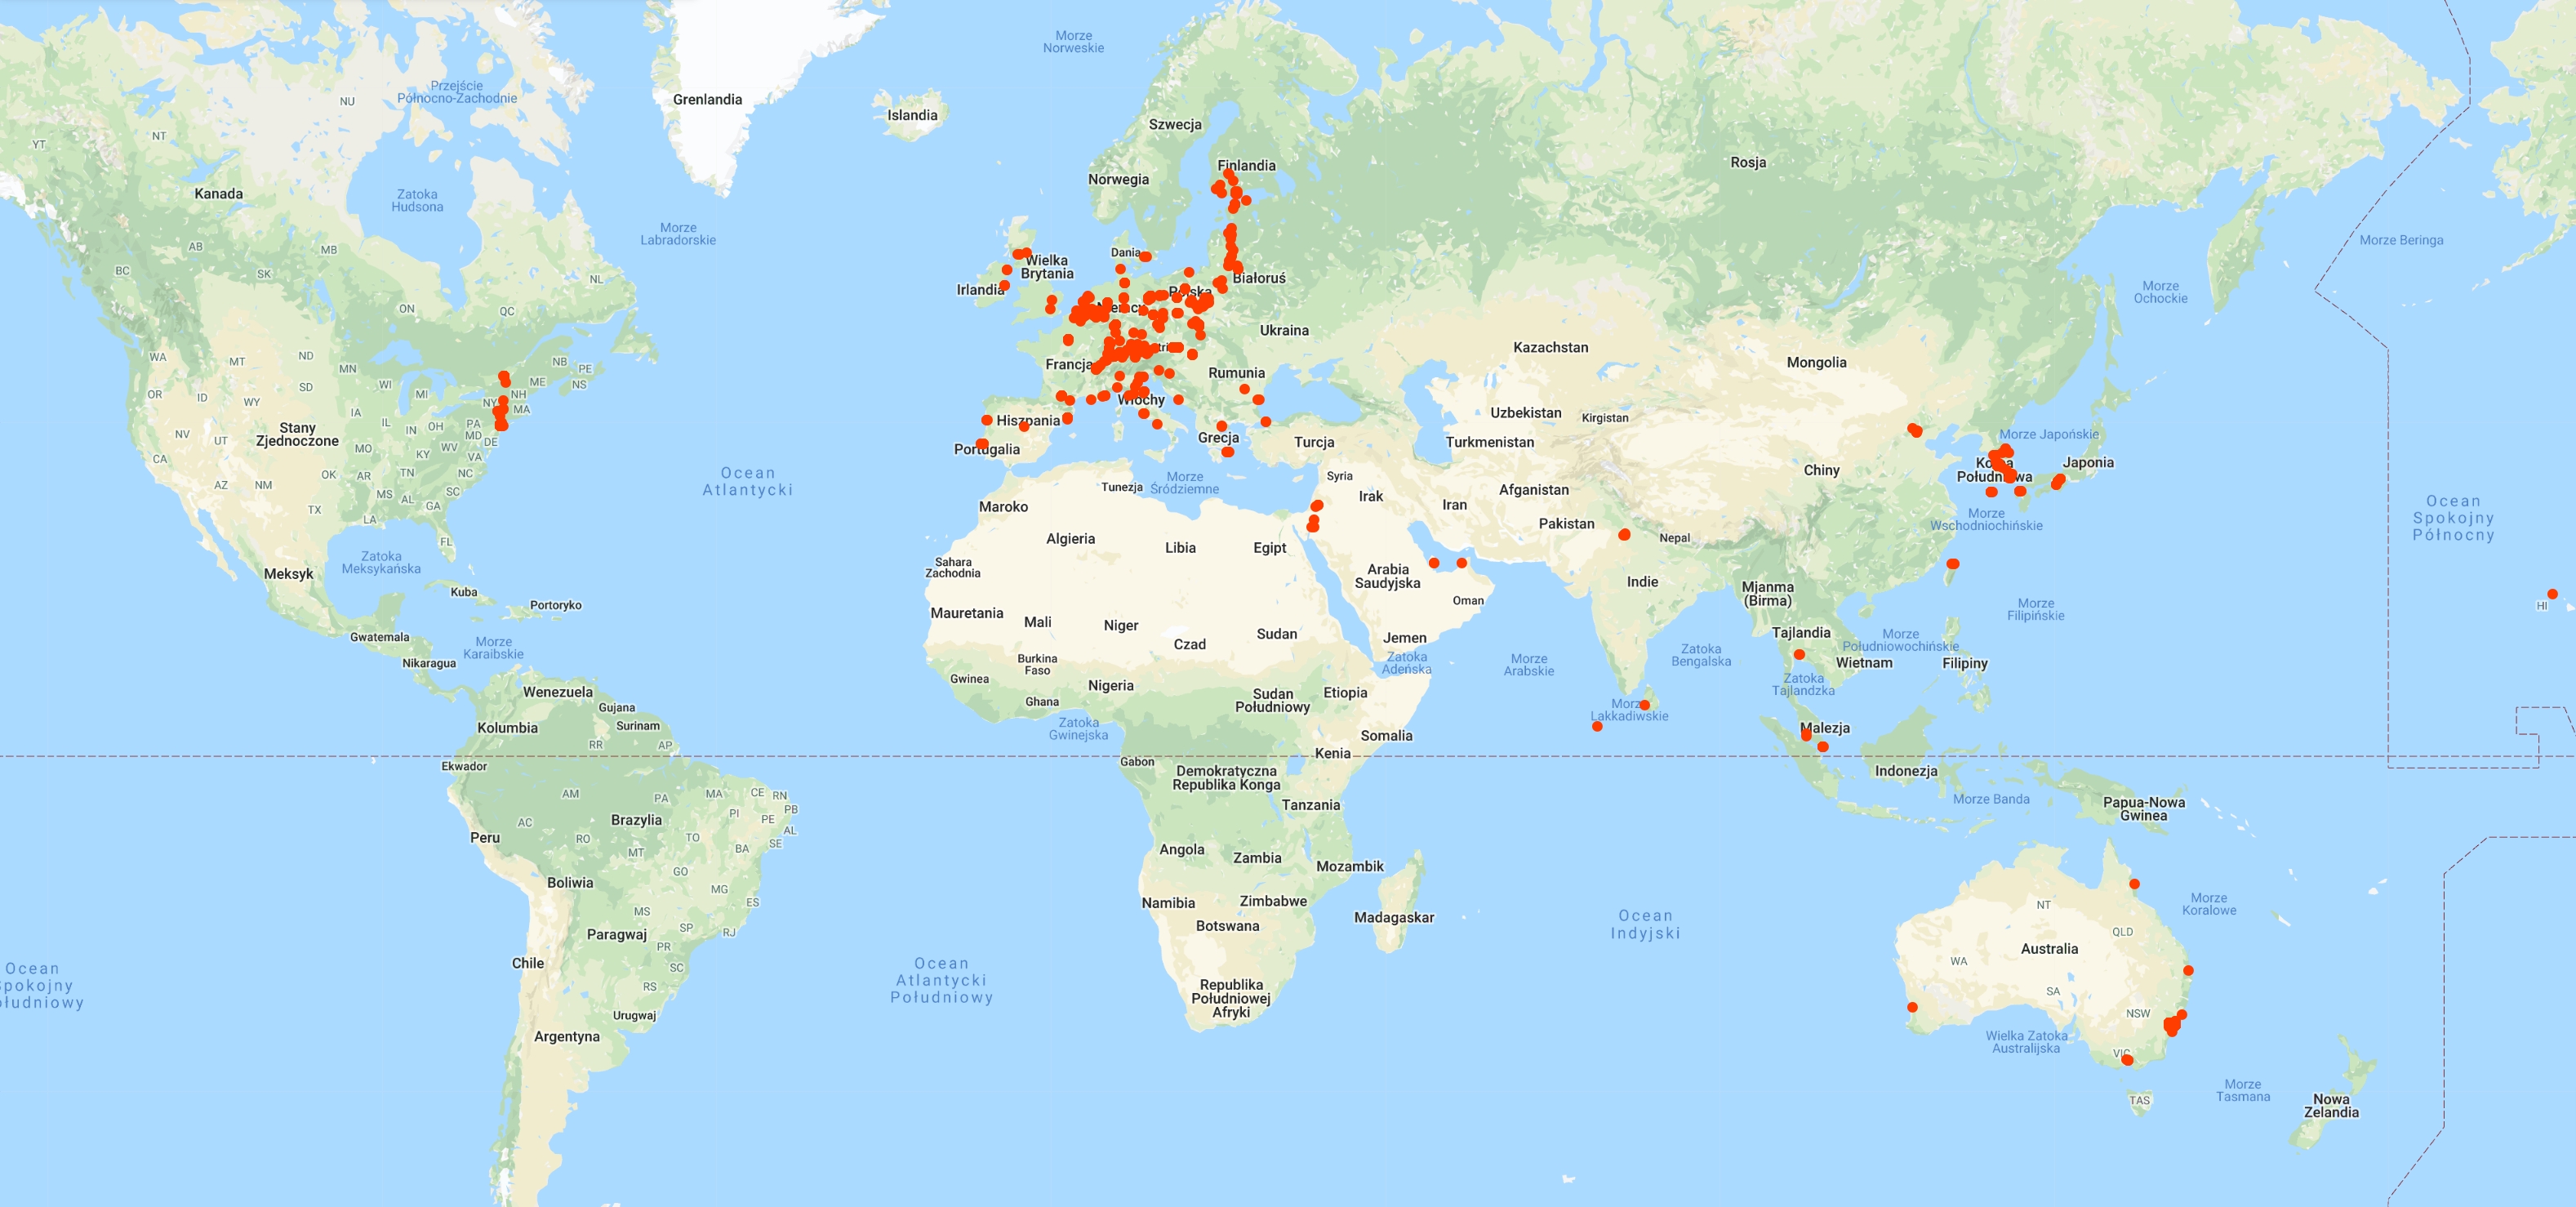 Morze
Norweskie
Przejście
Północno-Zachodnie
NU
Grenlandia
Islandia
Szwecja
NT
YT
Finlandia
Rosja
Norwegia
Kanada
Zatoka
Hudsona
Morze
Labradorskie
Morze Beringa
AB
MB
Dania
Wielka
Brytania
SK
BC
NL
Białoruś
Irlandia
Polska
Morze
Ochockie
ON
QC
Ukraina
Kazachstan
WA
MT
ND
NB
PE
Mongolia
Francja
MN
ME
NS
Rumunia
WI
SD
OR
ID
WY
MI
NH
NY
MA
Włochy
IA
Uzbekistan
Kirgistan
Hiszpania
IL
IN
OH
PA
Stany
Zjednoczone
NV
UT
MD
DE
Grecja
Turcja
Turkmenistan
Morze Japońskie
MO
KY
WV
VA
Portugalia
CA
Korea
Południowa
Japonia
Chiny
OK
AR
TN
NC
Ocean
Atlantycki
Morze
Śródziemne
Syria
Tunezja
AZ
NM
MS
AL
SC
Irak
Afganistan
Iran
GA
Maroko
TX
LA
Ocean
Spokojny
Północny
Pakistan
Morze
Wschodniochińskie
FL
Algieria
Libia
Egipt
Nepal
Zatoka
Meksykańska
Sahara
Zachodnia
Meksyk
Arabia
Saudyjska
Indie
Mjanma
(Birma)
Kuba
Portoryko
Oman
HI
Mauretania
Mali
Niger
Czad
Sudan
Jemen
Morze
Filipińskie
Tajlandia
Gwatemala
Morze
Karaibskie
Morze
Południowochińskie
Nikaragua
Burkina
Faso
Zatoka
Adeńska
Morze
Arabskie
Zatoka
Bengalska
Wietnam
Filipiny
Gwinea
Nigeria
Zatoka
Tajlandzka
Wenezuela
Ghana
Sudan
Południowy
Etiopia
Gujana
Surinam
Morze
Lakkadiwskie
Kolumbia
Zatoka
Gwinejska
Malezja
Somalia
RR
AP
Kenia
Ekwador
Gabon
Demokratyczna
Republika Konga
Indonezja
AM
PA
MA
CE
RN
Tanzania
Morze Banda
Papua-Nowa
Gwinea
PB
PI
PE
AC
Brazylia
AL
Peru
RO
TO
SE
MT
BA
Angola
Zambia
Mozambik
GO
Boliwia
MG
Namibia
Zimbabwe
ES
NT
Morze
Koralowe
MS
Madagaskar
Ocean
Indyjski
Botswana
SP
RJ
QLD
Paragwaj
PR
Australia
Chile
SC
WA
Ocean
Atlantycki
Południowy
RS
SA
Republika
Południowej
Afryki
Urugwaj
NSW
Argentyna
Wielka Zatoka
Australijska
VIC
Morze
Tasmana
TAS
Nowa
Zelandia